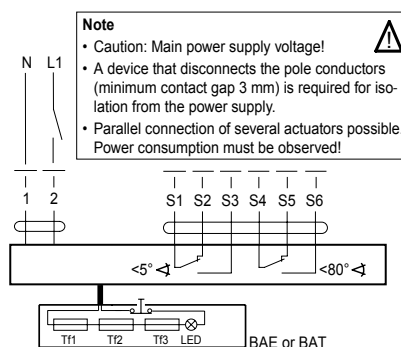 Note
• Caution: Main power supply voltage!
• A device that disconnects the pole conductors
(minimum contact gap 3 mm) is required for iso-
lation from the power supply.
• Parallel connection of several actuators possible.
Power consumption must be observed!
N L1
1 2 S1 S2 S3 S4 S5 S6
<5° <80°
Tf1 Tf2 Tf3 LED
BAE or BAT